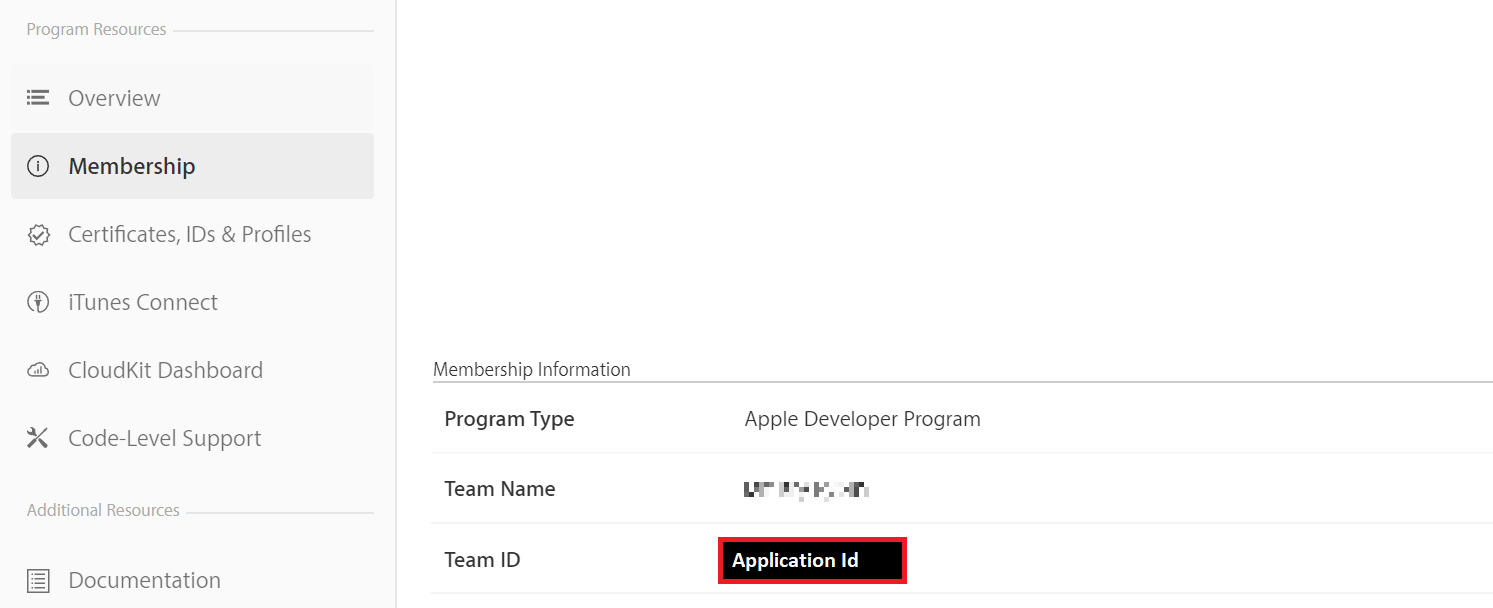 Program Resources
Overview
Membership
Certificates, IDs & Profiles
iTunes Connect
CloudKit Dashboard
Code-Level Support
Additional Resources
Documentation
Membership Information
Program Type Apple Developer Program
Team Name
Team ID Application Id